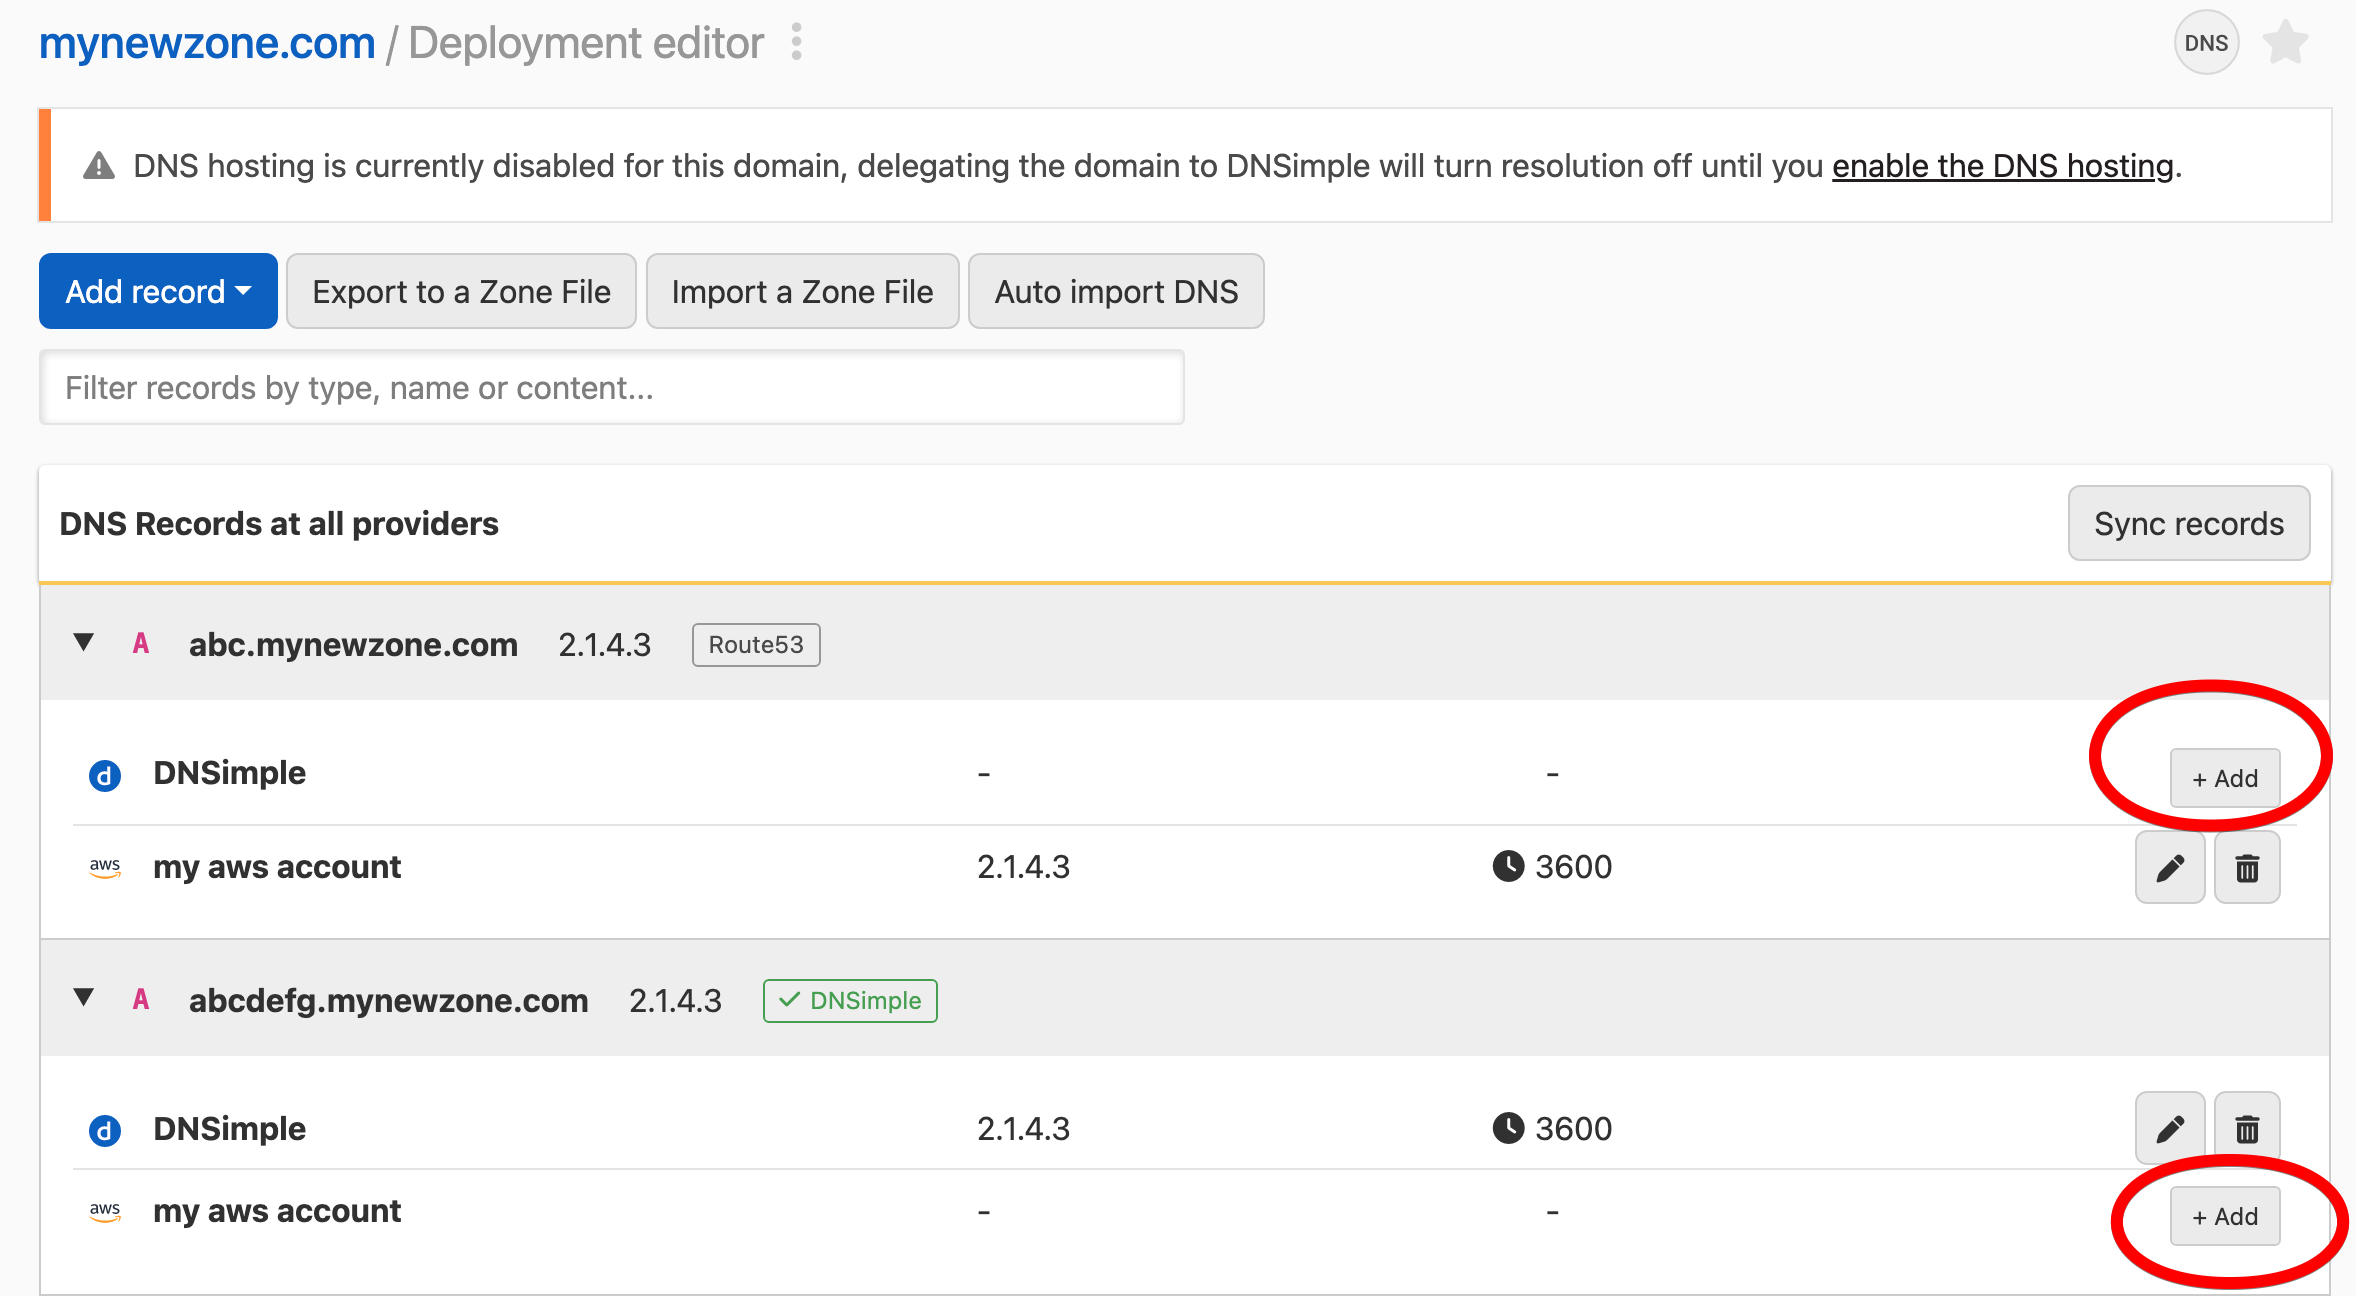 mynewzone.com / Deployment editor
DNS
DNS hosting is currently disabled for this domain, delegating the domain to DNSimple will turn resolution off until you enable the DNS hosting.
Add record
Export to a Zone File
Import a Zone File
Auto import DNS
Filter records by type, name or content...
DNS Records at all providers
Sync records
A abc.mynewzone.com 2.1.4.3 Route53
d DNSimple - - + Add
aws my aws account 2.1.4.3 3600
A abcdefg.mynewzone.com 2.1.4.3 ✓ DNSimple
d DNSimple 2.1.4.3 3600
aws my aws account - - + Add